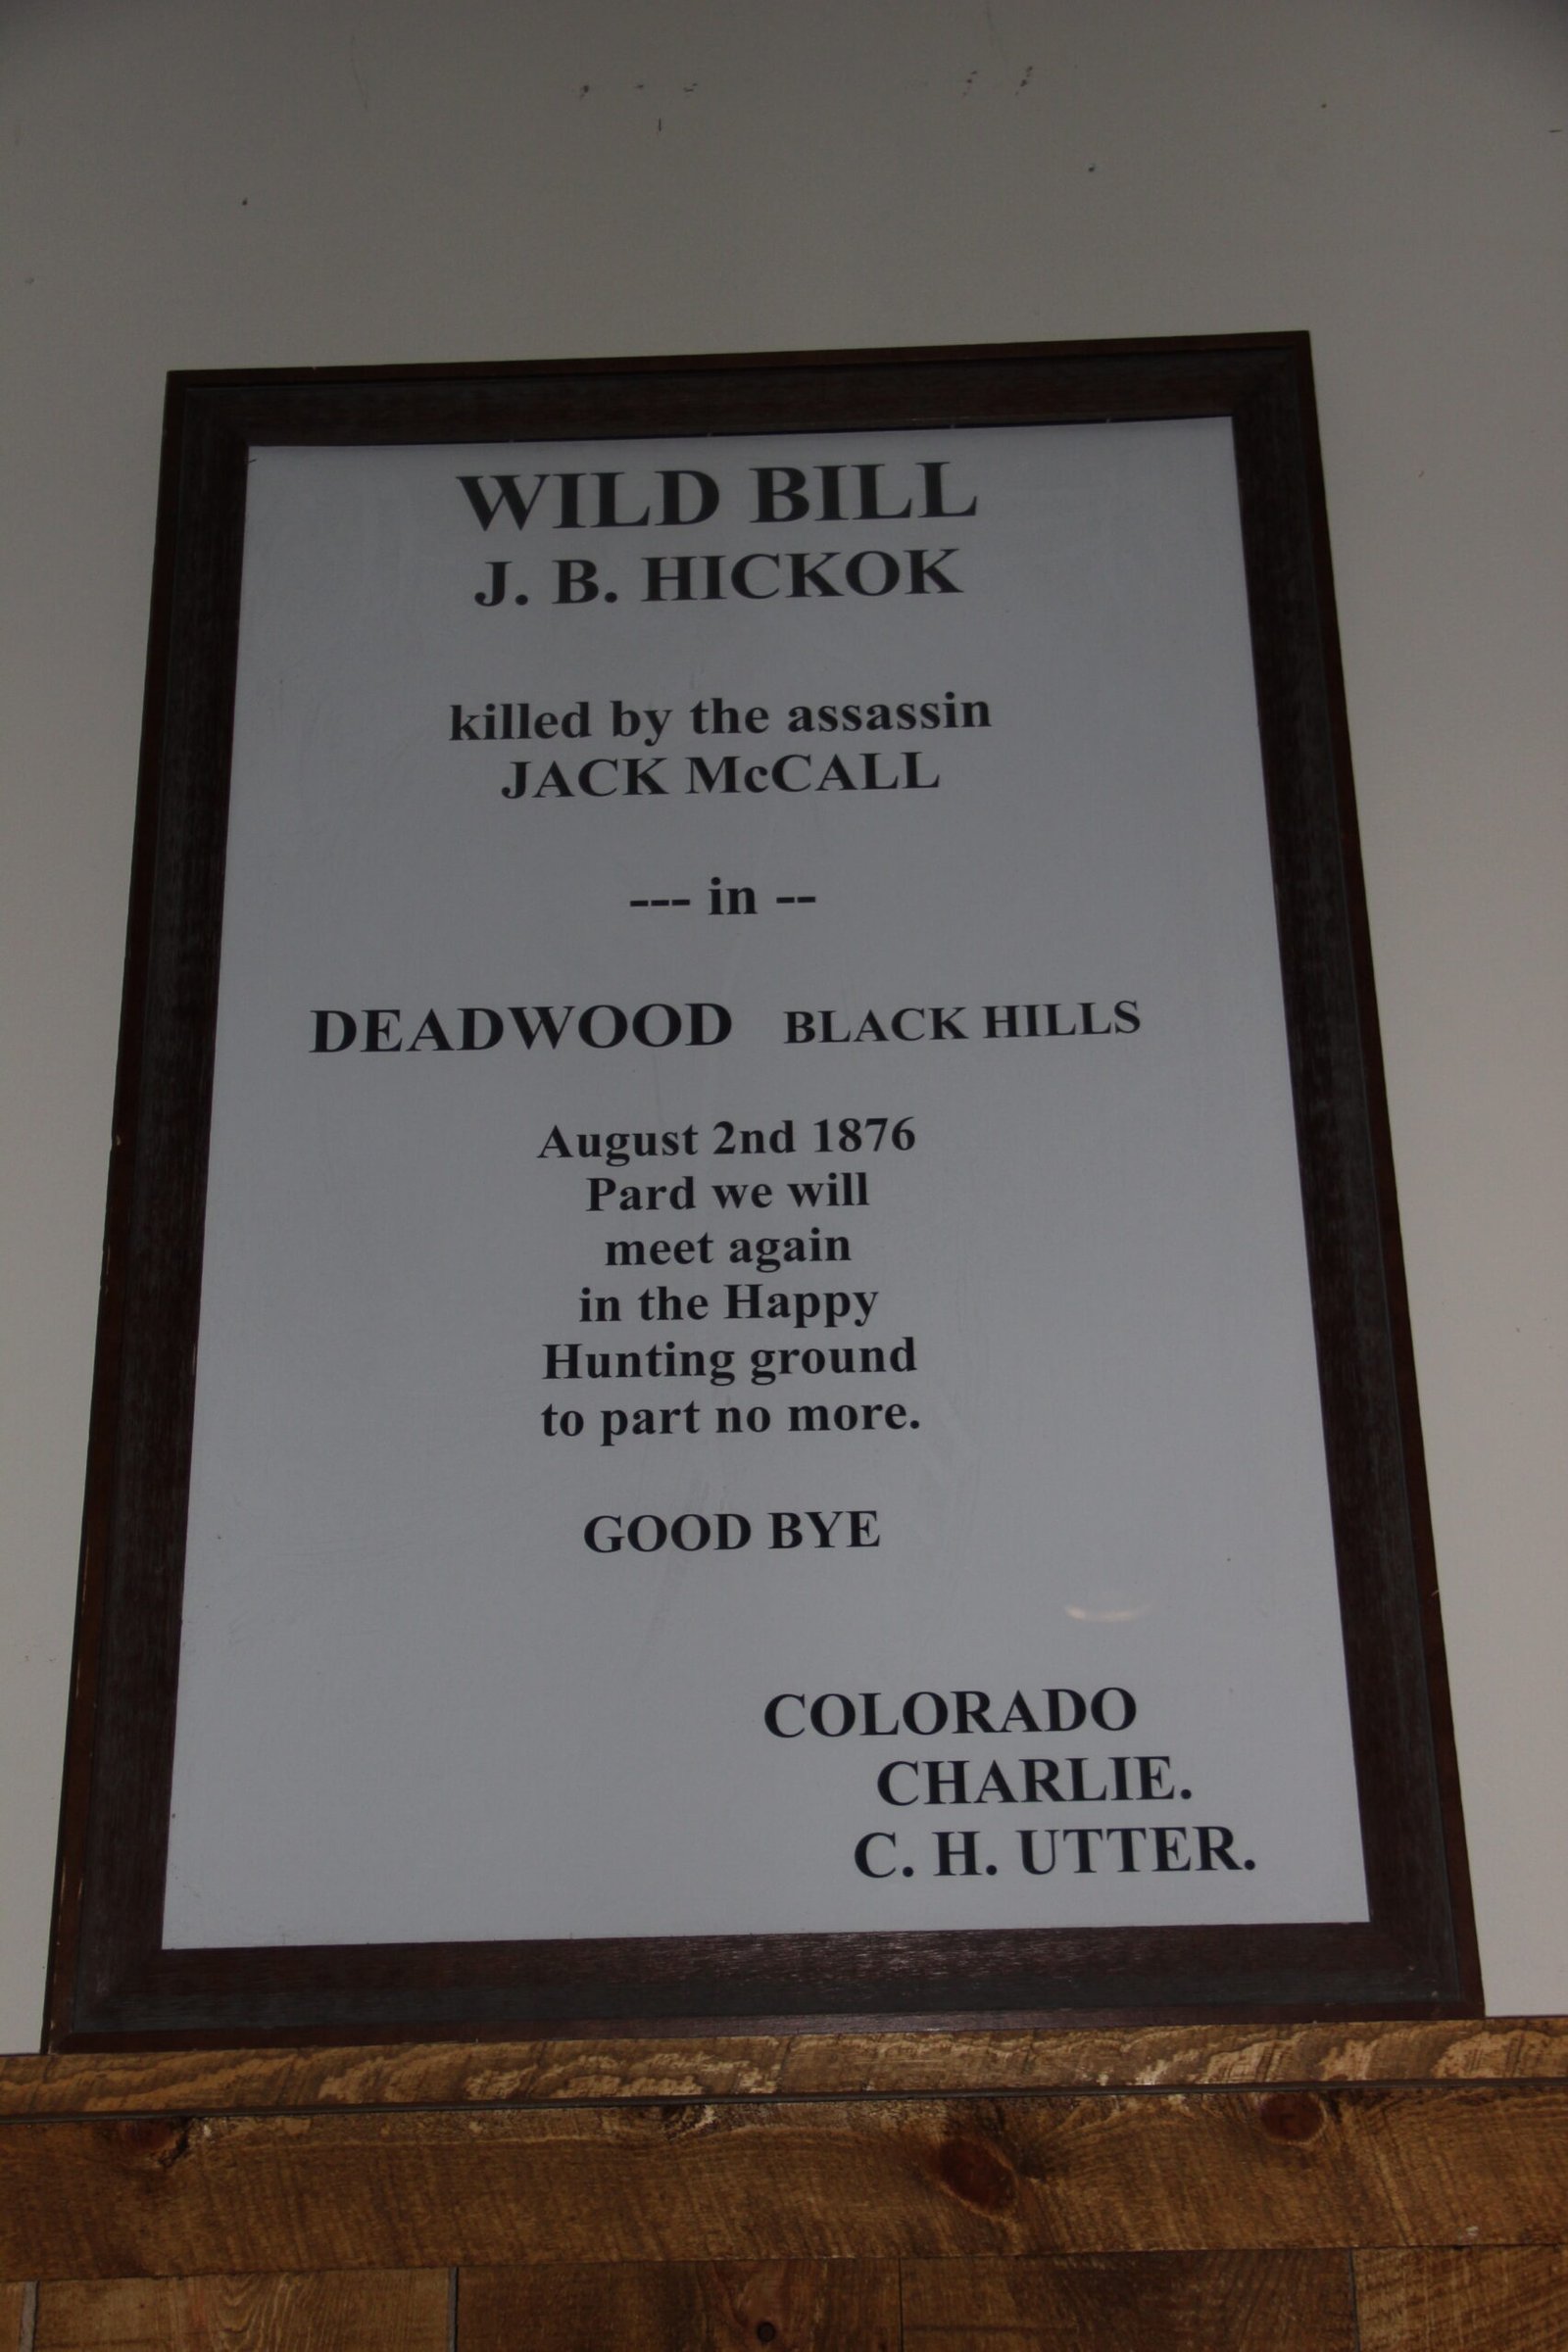 WILD BILL
J. B. HICKOK
killed by the assassin
JACK McCALL
--- in --
DEADWOOD BLACK HILLS
August 2nd 1876
Pard we will
meet again
in the Happy
Hunting ground
to part no more.
GOOD BYE
COLORADO
CHARLIE.
C. H. UTTER.